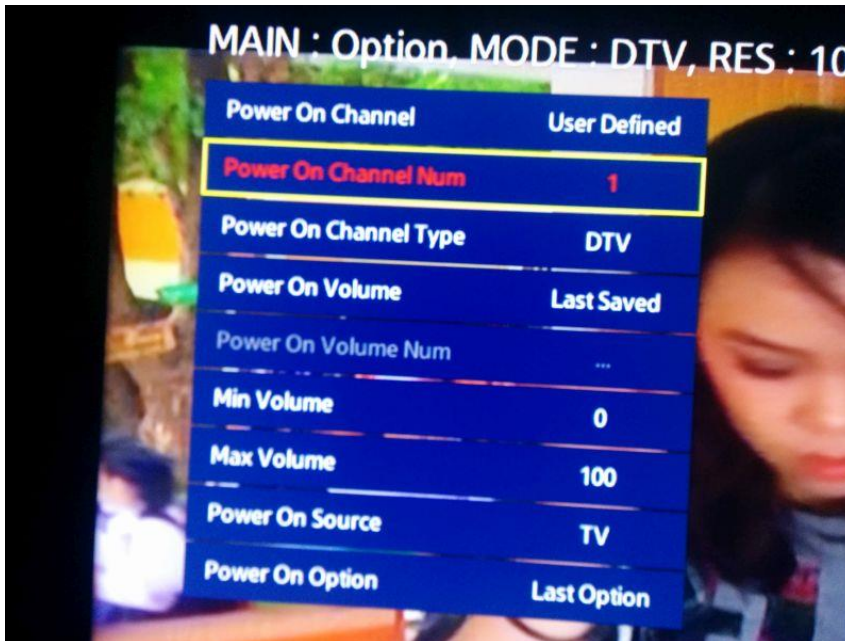 MAIN : Option, MODE : DTV, RES : 10
Power On Channel User Defined
Power On Channel Num 1
Power On Channel Type DTV
Power On Volume Last Saved
Power On Volume Num ...
Min Volume 0
Max Volume 100
Power On Source TV
Power On Option Last Option